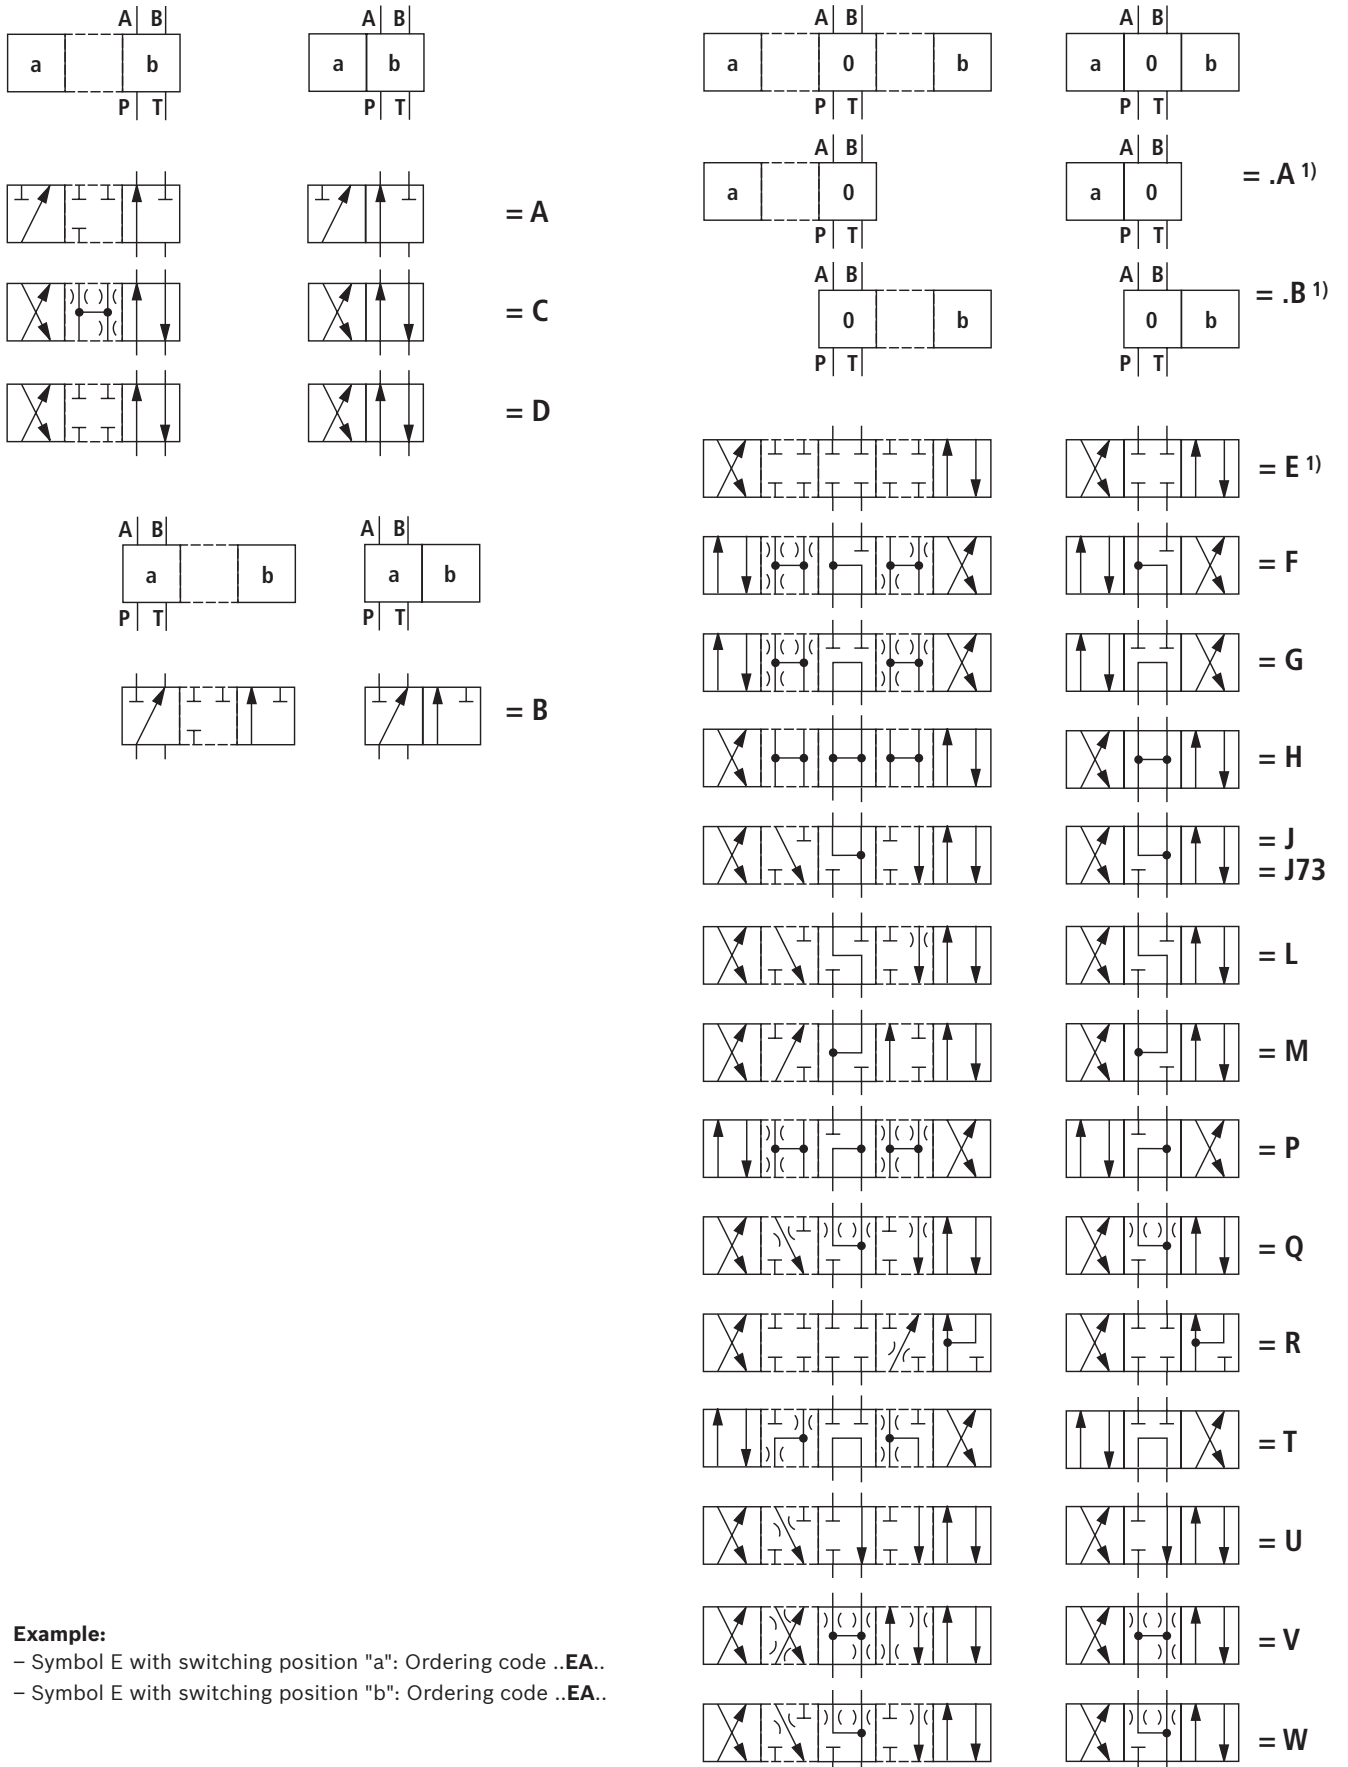 A B
a b
P T
A B
a b
P T
= A
= C
= D
A B
a b
P T
A B
a b
P T
= B
A B
a 0 b
P T
A B
a 0 b
P T
A B
a 0
P T
A B
a 0
P T
= .A 1)
A B
0 b
P T
A B
0 b
P T
= .B 1)
= E 1)
= F
= G
= H
= J
= J73
= L
= M
= P
= Q
= R
= T
= U
= V
= W
Example:
– Symbol E with switching position "a": Ordering code ..EA..
– Symbol E with switching position "b": Ordering code ..EA..